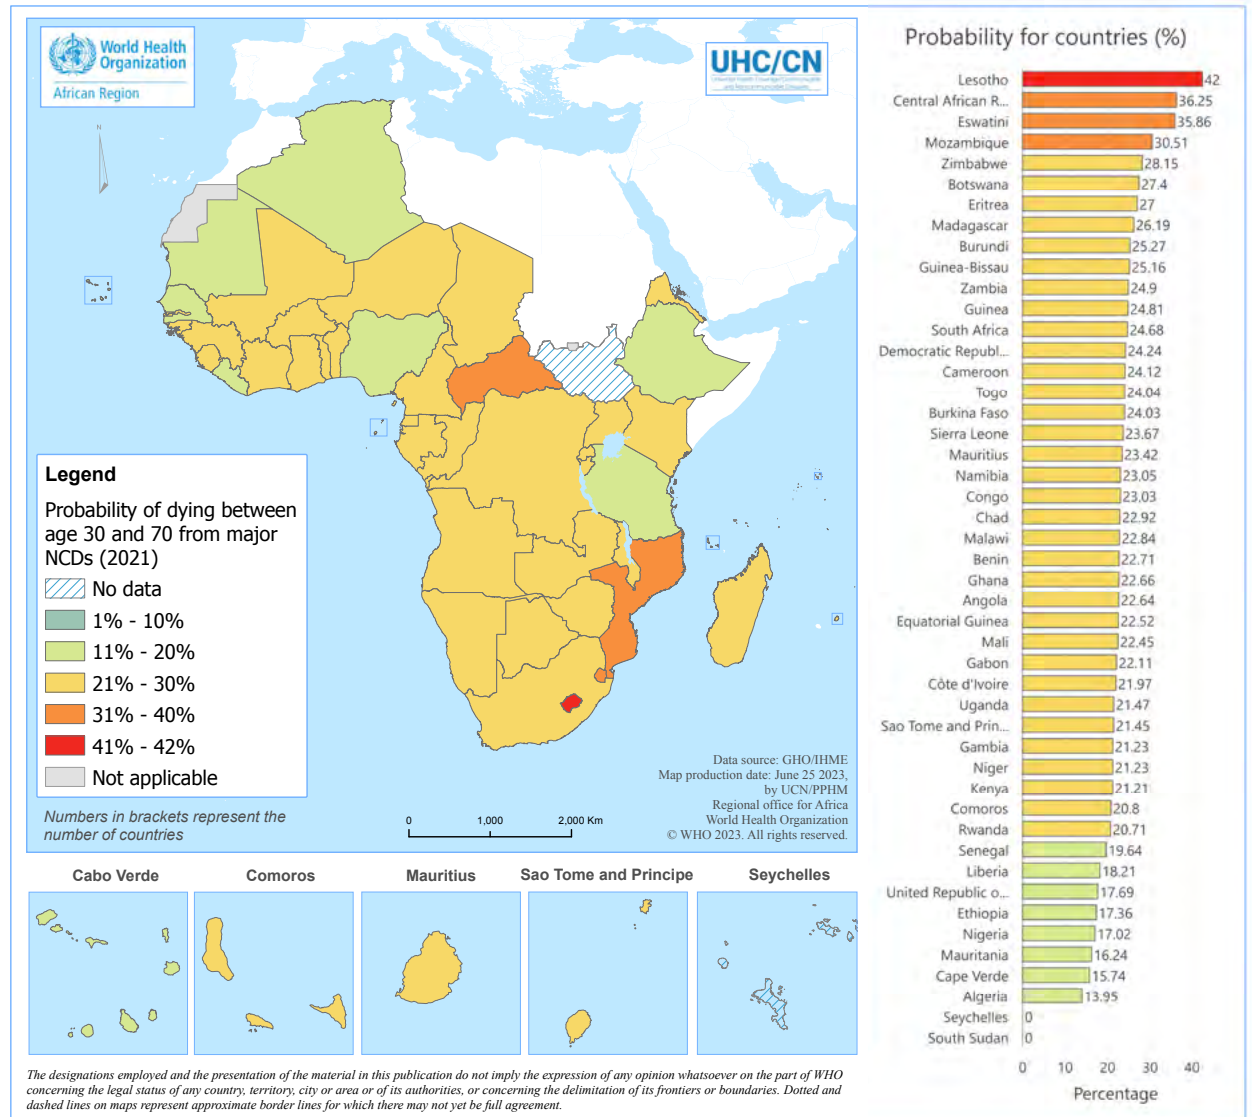 World Health
Organization
African Region
UHC/CN
N
Legend
Probability of dying between
age 30 and 70 from major
NCDs (2021)
No data
1% - 10%
11% - 20%
21% - 30%
31% - 40%
41% - 42%
Not applicable
Numbers in brackets represent the
number of countries
0 1,000 2,000 Km
Data source: GHO/IHME
Map production date: June 25 2023,
by UCN/PPHM
Regional office for Africa
World Health Organization
© WHO 2023. All rights reserved.
Cabo Verde
Comoros
Mauritius
Sao Tome and Principe
Seychelles
The designations employed and the presentation of the material in this publication do not imply the expression of any opinion whatsoever on the part of WHO
concerning the legal status of any country, territory, city or area or of its authorities, or concerning the delimitation of its frontiers or boundaries. Dotted and
dashed lines on maps represent approximate border lines for which there may not yet be full agreement.
Probability for countries (%)
Lesotho 42
Central African R... 36.25
Eswatini 35.86
Mozambique 30.51
Zimbabwe 28.15
Botswana 27.4
Eritrea 27
Madagascar 26.19
Burundi 25.27
Guinea-Bissau 25.16
Zambia 24.9
Guinea 24.81
South Africa 24.68
Democratic Republ... 24.24
Cameroon 24.12
Togo 24.04
Burkina Faso 24.03
Sierra Leone 23.67
Mauritius 23.42
Namibia 23.05
Congo 23.03
Chad 22.92
Malawi 22.84
Benin 22.71
Ghana 22.66
Angola 22.64
Equatorial Guinea 22.52
Mali 22.45
Gabon 22.11
Côte d'Ivoire 21.97
Uganda 21.47
Sao Tome and Prin... 21.45
Gambia 21.23
Niger 21.23
Kenya 21.21
Comoros 20.8
Rwanda 20.71
Senegal 19.64
Liberia 18.21
United Republic o... 17.69
Ethiopia 17.36
Nigeria 17.02
Mauritania 16.24
Cape Verde 15.74
Algeria 13.95
Seychelles 0
South Sudan 0
0 10 20 30 40
Percentage